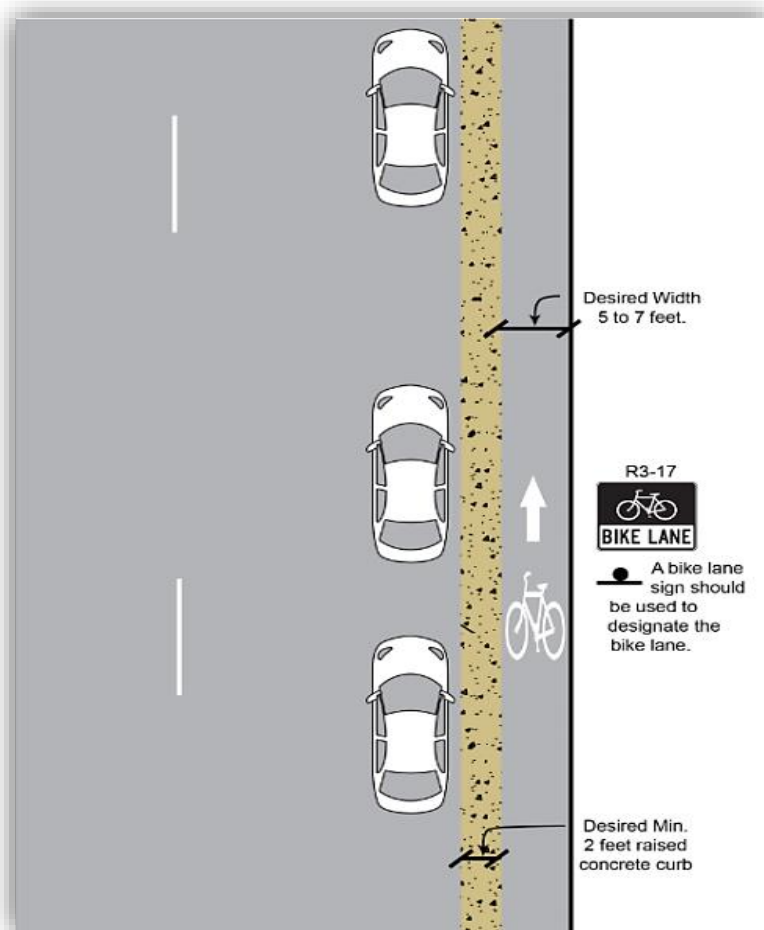 Desired Width
5 to 7 feet.
R3-17
BIKE LANE
A bike lane
sign should
be used to
designate the
bike lane.
Desired Min.
2 feet raised
concrete curb